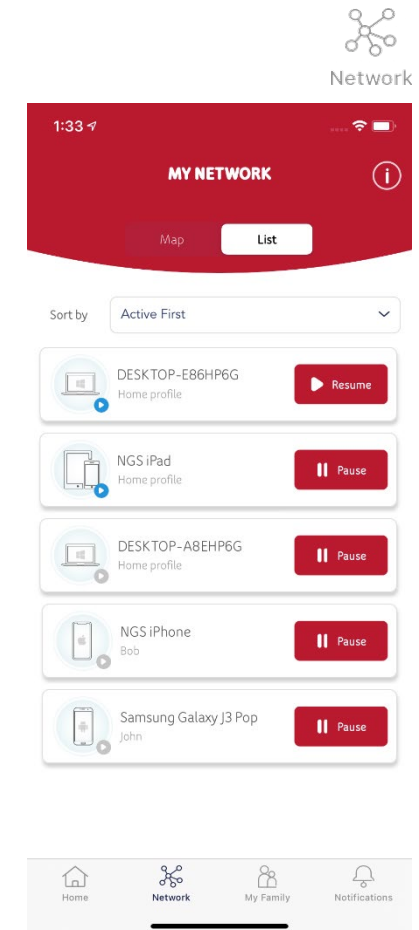 Network
1:33
MY NETWORK
i
Map List
Sort by Active First
DESKTOP-E86HP6G
Home profile
Resume
NGS iPad
Home profile
Pause
DESKTOP-A8EHP6G
Home profile
Pause
NGS iPhone
Bob
Pause
Samsung Galaxy J3 Pop
John
Pause
Home Network My Family Notifications